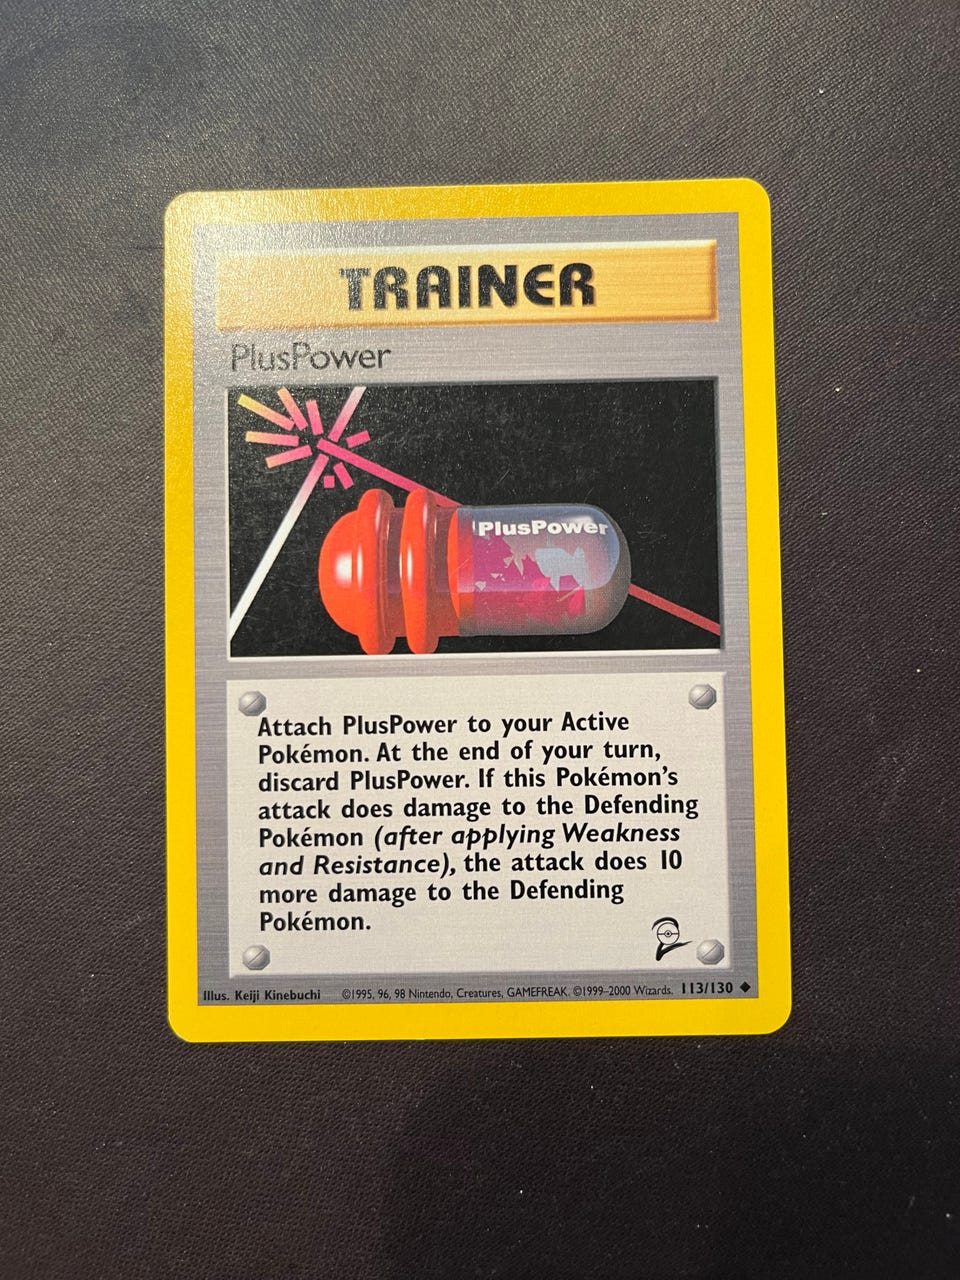 TRAINER
PlusPower
PlusPower
Attach PlusPower to your Active
Pokémon. At the end of your turn,
discard PlusPower. If this Pokémon's
attack does damage to the Defending
Pokémon (after applying Weakness
and Resistance), the attack does 10
more damage to the Defending
Pokémon.
Illus. Keiji Kinebuchi ©1995, 96, 98 Nintendo, Creatures, GAMEFREAK. ©1999–2000 Wizards. 113/130 ◆